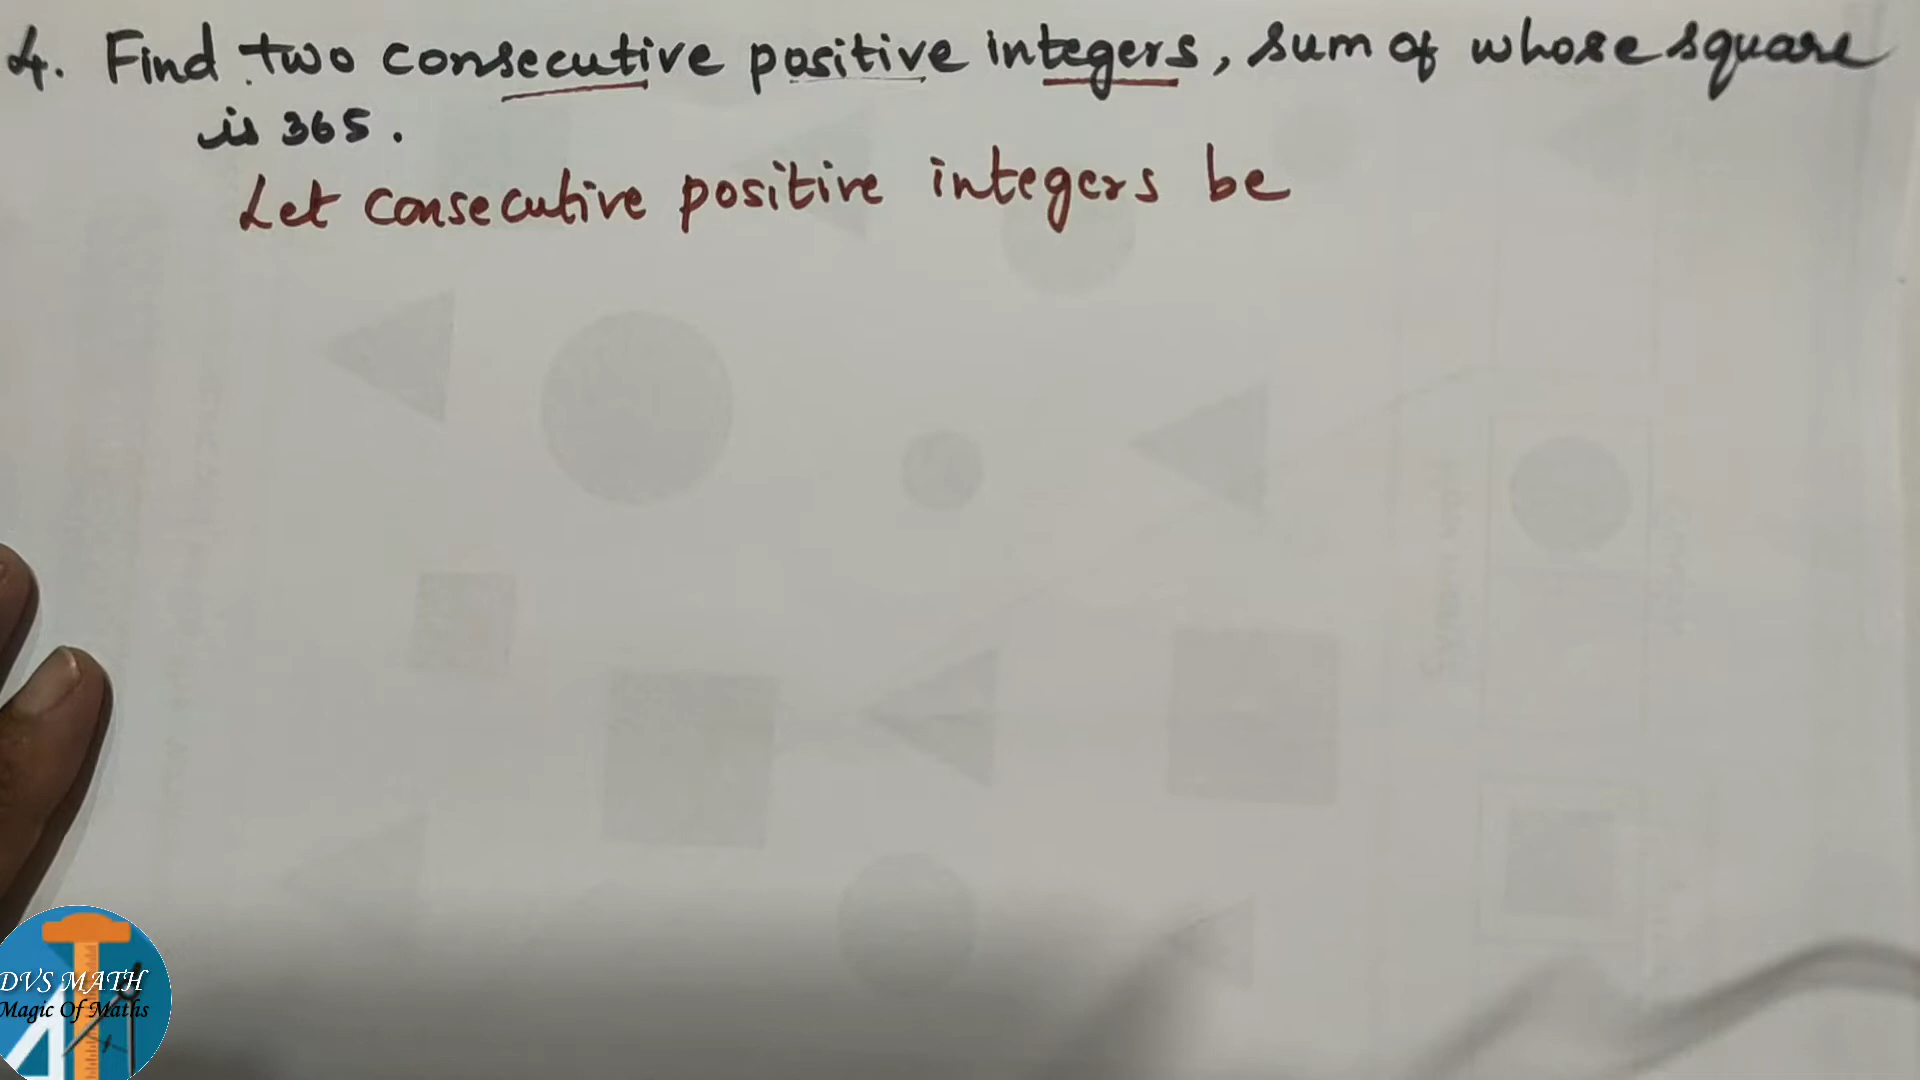 4. Find two consecutive positive integers, sum of whose square
is 365.
Let consecutive positive integers be
DVS MATH
Magic Of Maths